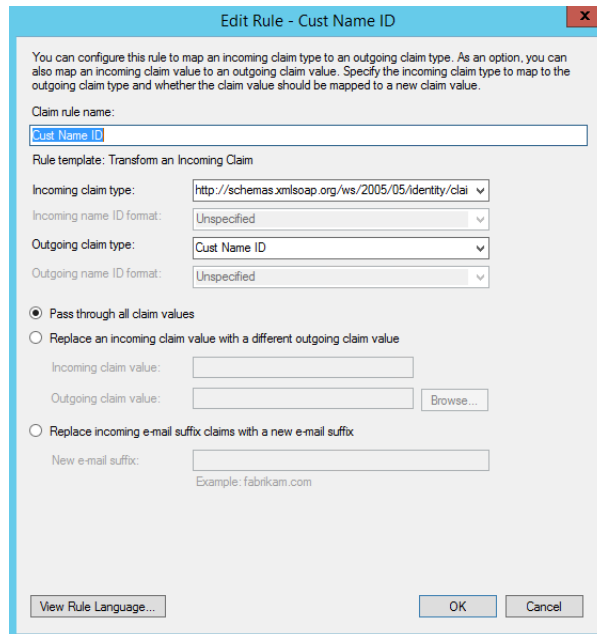 Edit Rule - Cust Name ID
x
You can configure this rule to map an incoming claim type to an outgoing claim type. As an option, you can
also map an incoming claim value to an outgoing claim value. Specify the incoming claim type to map to the
outgoing claim type and whether the claim value should be mapped to a new claim value.
Claim rule name:
Cust Name ID
Rule template: Transform an Incoming Claim
Incoming claim type: http://schemas.xmlsoap.org/ws/2005/05/identity/clai
Incoming name ID format: Unspecified
Outgoing claim type: Cust Name ID
Outgoing name ID format: Unspecified
Pass through all claim values
Replace an incoming claim value with a different outgoing claim value
Incoming claim value:
Outgoing claim value: Browse...
Replace incoming e-mail suffix claims with a new e-mail suffix
New e-mail suffix:
Example: fabrikam.com
View Rule Language... OK Cancel